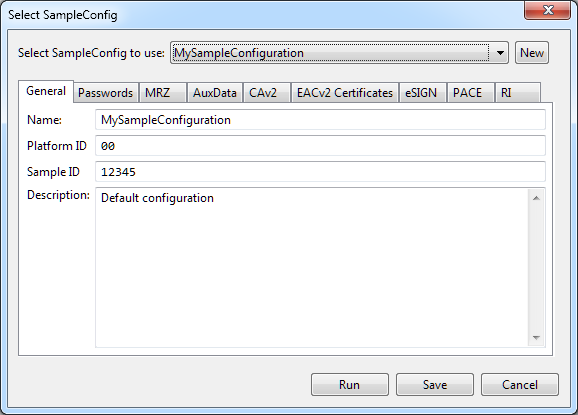 Select SampleConfig
Select SampleConfig to use: MySampleConfiguration New
General Passwords MRZ AuxData CAv2 EACv2 Certificates eSIGN PACE RI
Name: MySampleConfiguration
Platform ID 00
Sample ID 12345
Description: Default configuration
Run Save Cancel